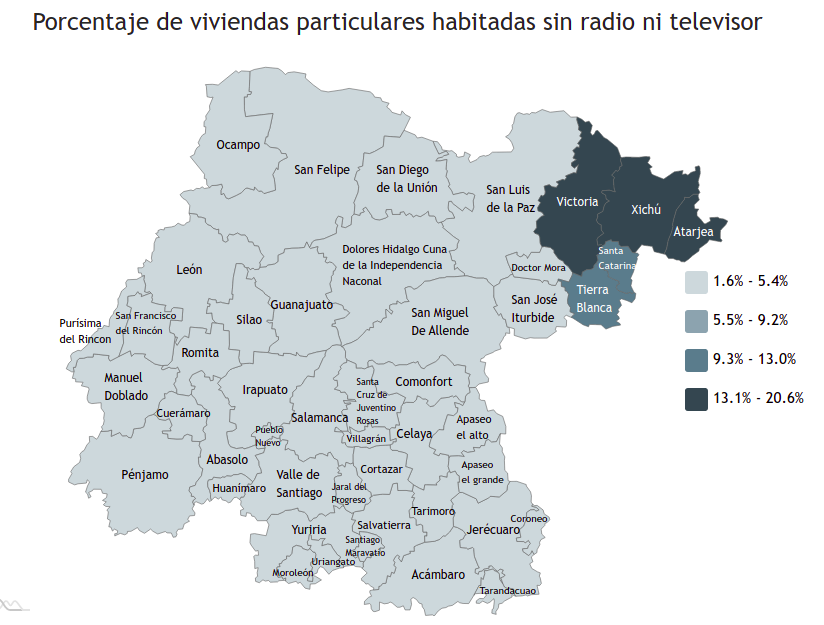 Porcentaje de viviendas particulares habitadas sin radio ni televisor
Ocampo
San Felipe
San Diego
de la Unión
San Luis
de la Paz
Victoria
Xichú
Atarjea
Santa
Catarina
Tierra
Blanca
Doctor Mora
San José
Iturbide
Dolores Hidalgo Cuna
de la Independencia
Naconal
León
Guanajuato
Silao
San Miguel
De Allende
San Francisco
del Rincón
Purísima
del Rincon
Romita
Manuel
Doblado
Cuerámaro
Irapuato
Salamanca
Santa
Cruz de
Juventino
Rosas
Comonfort
Villagrán
Celaya
Apaseo
el alto
Apaseo
el grande
Pueblo
Nuevo
Pénjamo
Abasolo
Huanímaro
Valle de
Santiago
Jaral del
Progreso
Cortazar
Tarimoro
Salvatierra
Jerécuaro
Coroneo
Yuriria
Santiago
Maravatío
Uriangato
Moroleón
Acámbaro
Tarandacuao
1.6% - 5.4%
5.5% - 9.2%
9.3% - 13.0%
13.1% - 20.6%